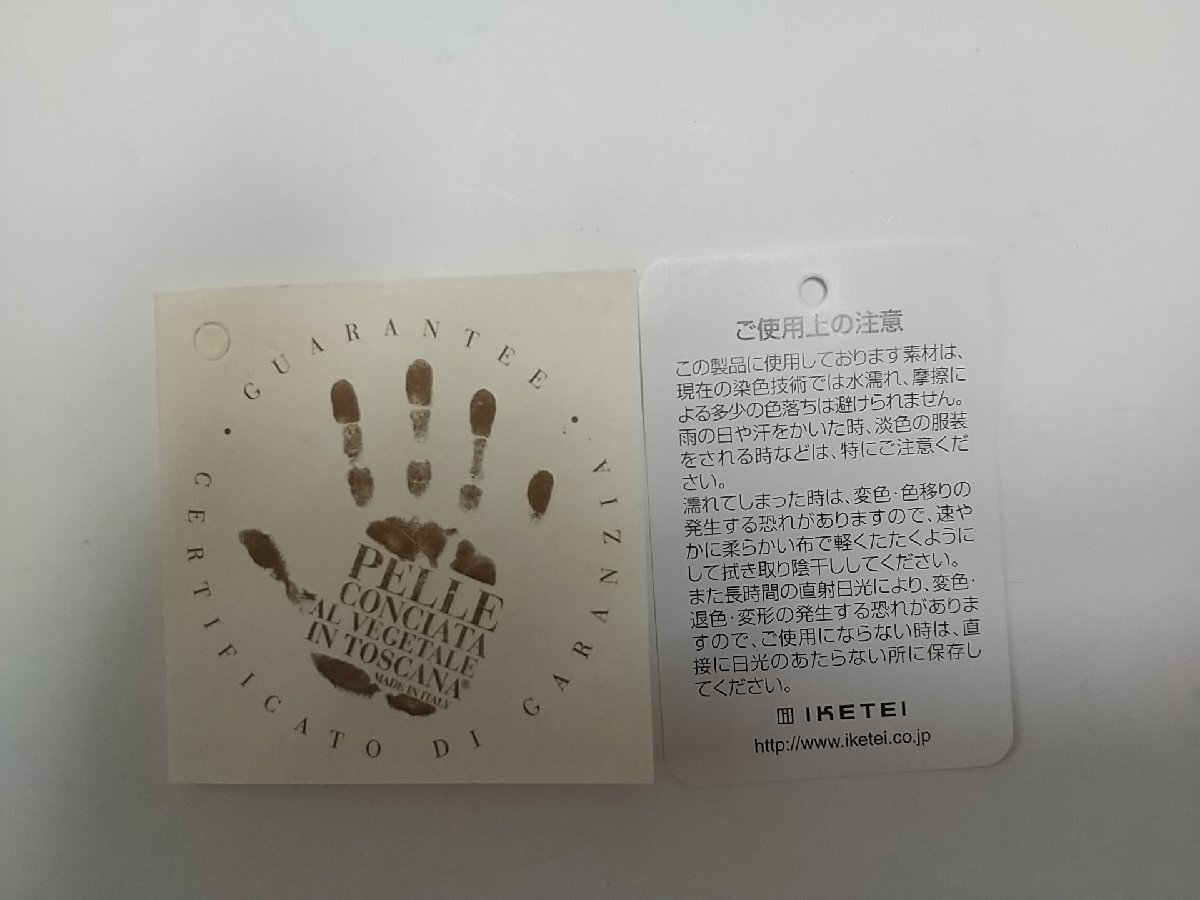 GUARANTEE
CERTIFICATO DI GARANZIA
PELLE
CONCIATA
AL VEGETALE
IN TOSCANA®
MADE IN ITALY
ご使用上の注意
この製品に使用しております素材は、
現在の染色技術では水濡れ、摩擦に
よる多少の色落ちは避けられません。
雨の日や汗をかいた時、淡色の服装
をされる時などは、特にご注意くだ
さい。
濡れてしまった時は、変色・色移りの
発生する恐れがありますので、速や
かに柔らかい布で軽くたたくように
して拭き取り陰干ししてください。
また長時間の直射日光により、変色・
退色・変形の発生する恐れがありま
すので、ご使用にならない時は、直
接に日光のあたらない所に保存し
てください。
IKETEI
http://www.iketei.co.jp